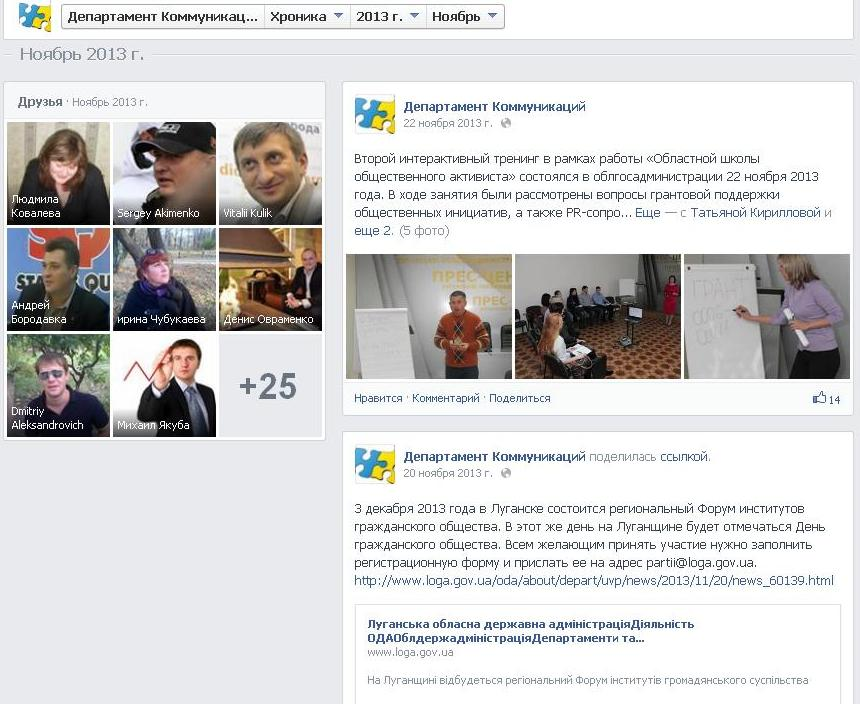 Департамент Коммуникац...
Хроника
2013 г.
Ноябрь
Ноябрь 2013 г.
Друзья · Ноябрь 2013 г.
Людмила
Ковалева
Sergey Akimenko
Vitalii Kulik
Андрей
Бородавка
ирина Чубукаева
Денис Овраменко
Dmitriy
Aleksandrovich
Михаил Якуба
+25
Департамент Коммуникаций
22 ноября 2013 г.
Второй интерактивный тренинг в рамках работы «Областной школы
общественного активиста» состоялся в облгосадминистрации 22 ноября 2013
года. В ходе занятия были рассмотрены вопросы грантовой поддержки
общественных инициатив, а также PR-сопро... Еще — с Татьяной Кирилловой и
еще 2. (5 фото)
ПРЕС-ЦЕН
Нравится · Комментарий · Поделиться
14
Департамент Коммуникаций поделилась ссылкой.
20 ноября 2013 г.
3 декабря 2013 года в Луганске состоится региональный Форум институтов
гражданского общества. В этот же день на Луганщине будет отмечаться День
гражданского общества. Всем желающим принять участие нужно заполнить
регистрационную форму и прислать ее на адрес partii@loga.gov.ua.
http://www.loga.gov.ua/oda/about/depart/uvp/news/2013/11/20/news_60139.html
Луганська обласна державна адміністраціяДіяльність
ОДАОблдержадміністраціяДепартаменти та...
www.loga.gov.ua
На Луганщині відбудеться регіональний Форум інститутів громадянського суспільства